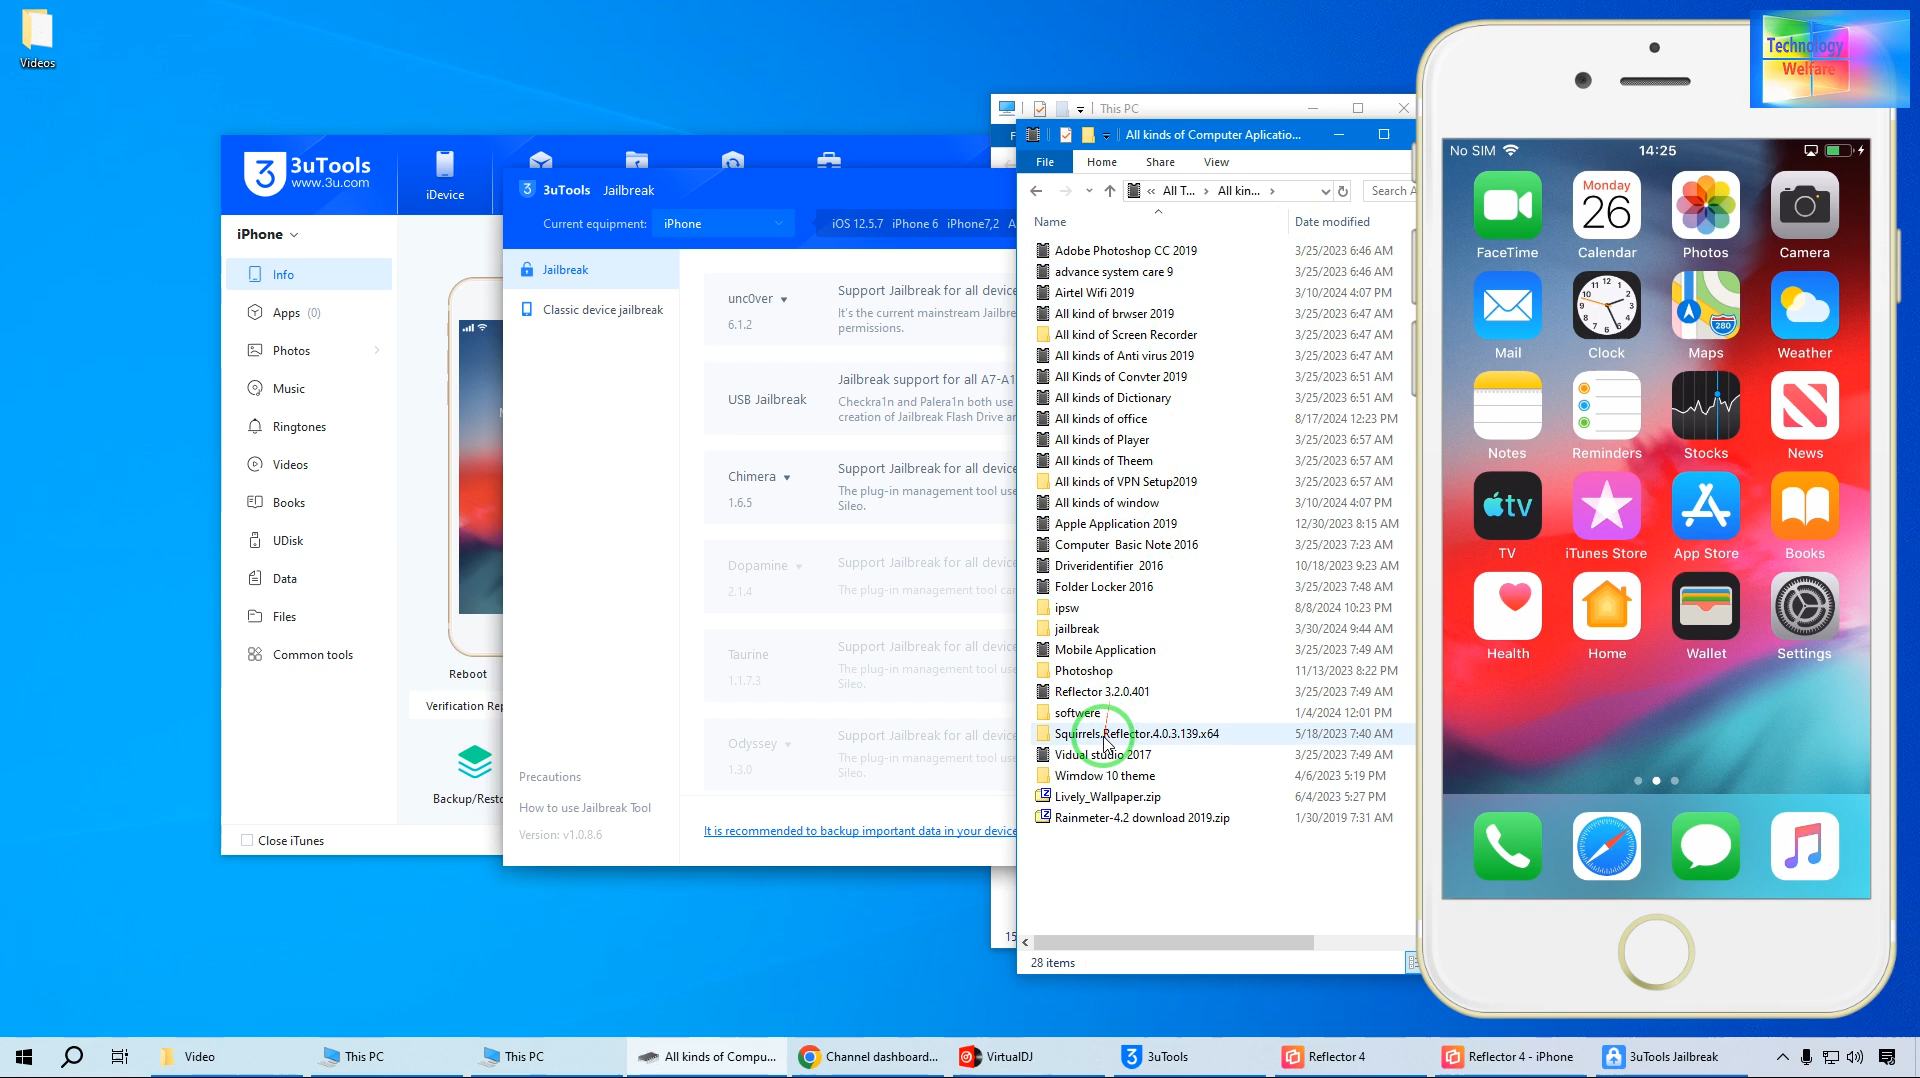 Videos
Technology
Welfare
3uTools
www.3u.com
iDevice
iPhone
Info
Apps (0)
Photos
Music
Ringtones
Videos
Books
UDisk
Data
Files
Common tools
Close iTunes
Reboot
Verification Rep
Backup/Resto
3uTools Jailbreak
Current equipment: iPhone
iOS 12.5.7 iPhone 6 iPhone7,2 A
Jailbreak
Classic device jailbreak
Precautions
How to use Jailbreak Tool
Version: v1.0.8.6
unc0ver
6.1.2
Support Jailbreak for all device
It's the current mainstream Jailbre
permissions.
USB Jailbreak
Jailbreak support for all A7-A1
Checkra1n and Palera1n both use
creation of Jailbreak Flash Drive ar
Chimera
1.6.5
Support Jailbreak for all device
The plug-in management tool use
Sileo.
Dopamine
2.1.4
Support Jailbreak for all device
The plug-in management tool car
Taurine
1.1.7.3
Support Jailbreak for all device
The plug-in management tool use
Sileo.
Odyssey
1.3.0
Support Jailbreak for all device
The plug-in management tool use
Sileo.
It is recommended to backup important data in your device
This PC
F
15
All kinds of Computer Aplicatio...
File Home Share View
« All T... › All kin... ›
Search A
Name Date modified
Adobe Photoshop CC 2019 3/25/2023 6:46 AM
advance system care 9 3/25/2023 6:46 AM
Airtel Wifi 2019 3/10/2024 4:07 PM
All kind of brwser 2019 3/25/2023 6:47 AM
All kind of Screen Recorder 3/25/2023 6:47 AM
All kinds of Anti virus 2019 3/25/2023 6:47 AM
All Kinds of Convter 2019 3/25/2023 6:51 AM
All kinds of Dictionary 3/25/2023 6:51 AM
All kinds of office 8/17/2024 12:23 PM
All kinds of Player 3/25/2023 6:57 AM
All kinds of Theem 3/25/2023 6:57 AM
All kinds of VPN Setup2019 3/25/2023 6:57 AM
All kinds of window 3/10/2024 4:07 PM
Apple Application 2019 12/30/2023 8:15 AM
Computer Basic Note 2016 3/25/2023 7:23 AM
Driveridentifier 2016 10/18/2023 9:23 AM
Folder Locker 2016 3/25/2023 7:48 AM
ipsw 8/8/2024 10:23 PM
jailbreak 3/30/2024 9:44 AM
Mobile Application 3/25/2023 7:49 AM
Photoshop 11/13/2023 8:22 PM
Reflector 3.2.0.401 3/25/2023 7:49 AM
softwere 1/4/2024 12:01 PM
Squirrels.Reflector.4.0.3.139.x64 5/18/2023 7:40 AM
Vidual studio 2017 3/25/2023 7:49 AM
Wimdow 10 theme 4/6/2023 5:19 PM
Lively_Wallpaper.zip 6/4/2023 5:27 PM
Rainmeter-4.2 download 2019.zip 1/30/2019 7:31 AM
28 items
No SIM 14:25
Monday
26
FaceTime Calendar Photos Camera
12 1 2 3 4 5 6 7 8 9 10 11
280
Mail Clock Maps Weather
Notes Reminders Stocks News
tv
TV iTunes Store App Store Books
Health Home Wallet Settings
Video
This PC
This PC
All kinds of Compu...
Channel dashboard...
VirtualDJ
3uTools
Reflector 4
Reflector 4 - iPhone
3uTools Jailbreak